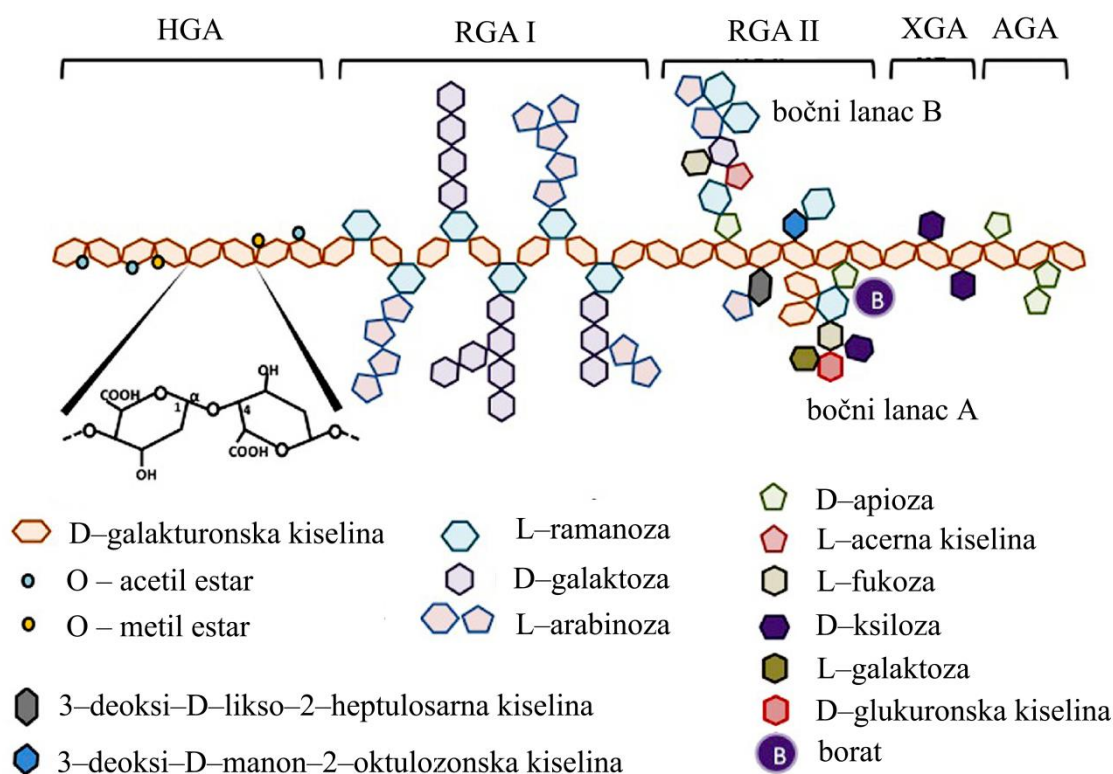 HGA
RGA I
RGA II
XGA
AGA
bočni lanac B
B
bočni lanac A
COOH
O
1
α
O
4
OH
O
OH
COOH
O
O
D–galakturonska kiselina
O – acetil estar
O – metil estar
3–deoksi–D–likso–2–heptulosarna kiselina
3–deoksi–D–manon–2–oktulozonska kiselina
L–ramanoza
D–galaktoza
L–arabinoza
D–apioza
L–acerna kiselina
L–fukoza
D–ksiloza
L–galaktoza
D–glukuronska kiselina
B borat